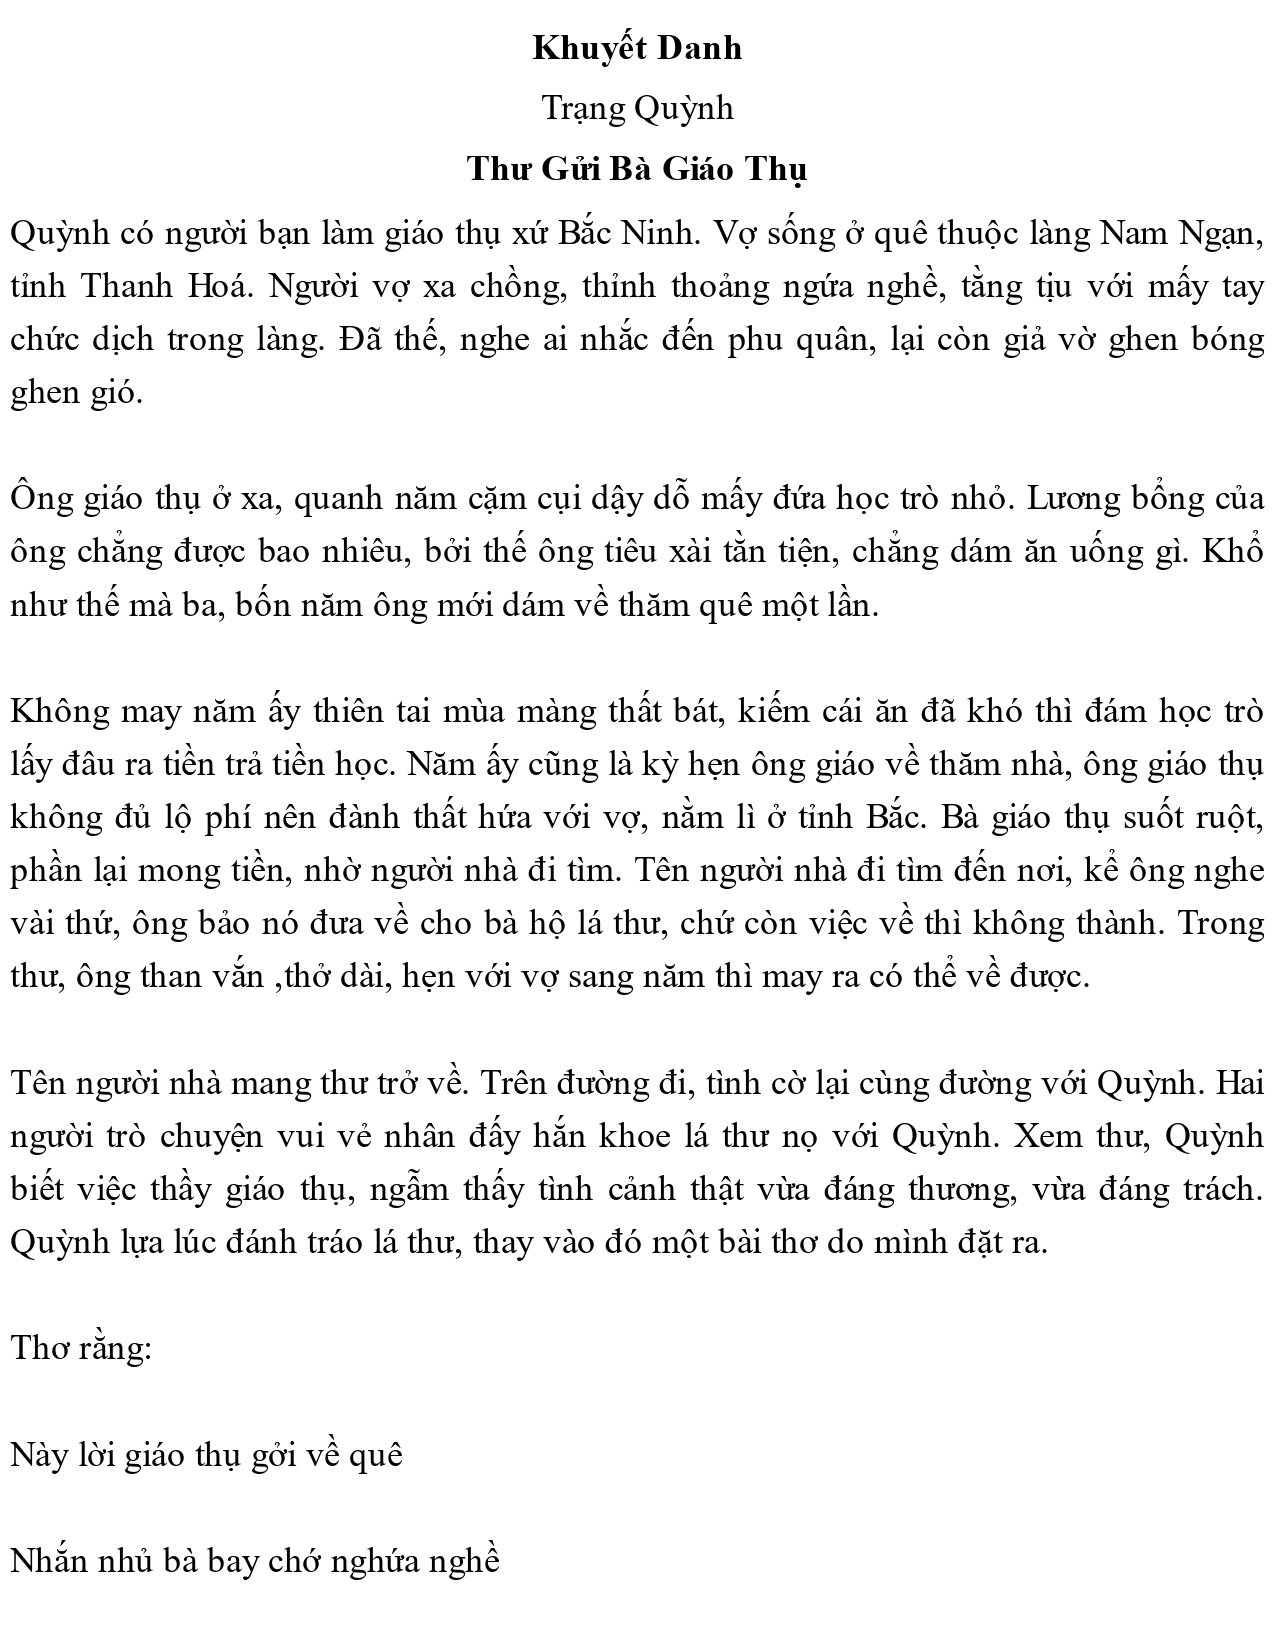 Khuyết Danh
Trạng Quỳnh
Thư Gửi Bà Giáo Thụ
Quỳnh có người bạn làm giáo thụ xứ Bắc Ninh. Vợ sống ở quê thuộc làng Nam Ngạn,
tỉnh Thanh Hoá. Người vợ xa chồng, thỉnh thoảng ngứa nghề, tằng tịu với mấy tay
chức dịch trong làng. Đã thế, nghe ai nhắc đến phu quân, lại còn giả vờ ghen bóng
ghen gió.
Ông giáo thụ ở xa, quanh năm cặm cụi dậy dỗ mấy đứa học trò nhỏ. Lương bổng của
ông chẳng được bao nhiêu, bởi thế ông tiêu xài tằn tiện, chẳng dám ăn uống gì. Khổ
như thế mà ba, bốn năm ông mới dám về thăm quê một lần.
Không may năm ấy thiên tai mùa màng thất bát, kiếm cái ăn đã khó thì đám học trò
lấy đâu ra tiền trả tiền học. Năm ấy cũng là kỳ hẹn ông giáo về thăm nhà, ông giáo thụ
không đủ lộ phí nên đành thất hứa với vợ, nằm lì ở tỉnh Bắc. Bà giáo thụ suốt ruột,
phần lại mong tiền, nhờ người nhà đi tìm. Tên người nhà đi tìm đến nơi, kể ông nghe
vài thứ, ông bảo nó đưa về cho bà hộ lá thư, chứ còn việc về thì không thành. Trong
thư, ông than vắn ,thở dài, hẹn với vợ sang năm thì may ra có thể về được.
Tên người nhà mang thư trở về. Trên đường đi, tình cờ lại cùng đường với Quỳnh. Hai
người trò chuyện vui vẻ nhân đấy hắn khoe lá thư nọ với Quỳnh. Xem thư, Quỳnh
biết việc thầy giáo thụ, ngẫm thấy tình cảnh thật vừa đáng thương, vừa đáng trách.
Quỳnh lựa lúc đánh tráo lá thư, thay vào đó một bài thơ do mình đặt ra.
Thơ rằng:
Này lời giáo thụ gởi về quê
Nhắn nhủ bà bay chớ nghứa nghề